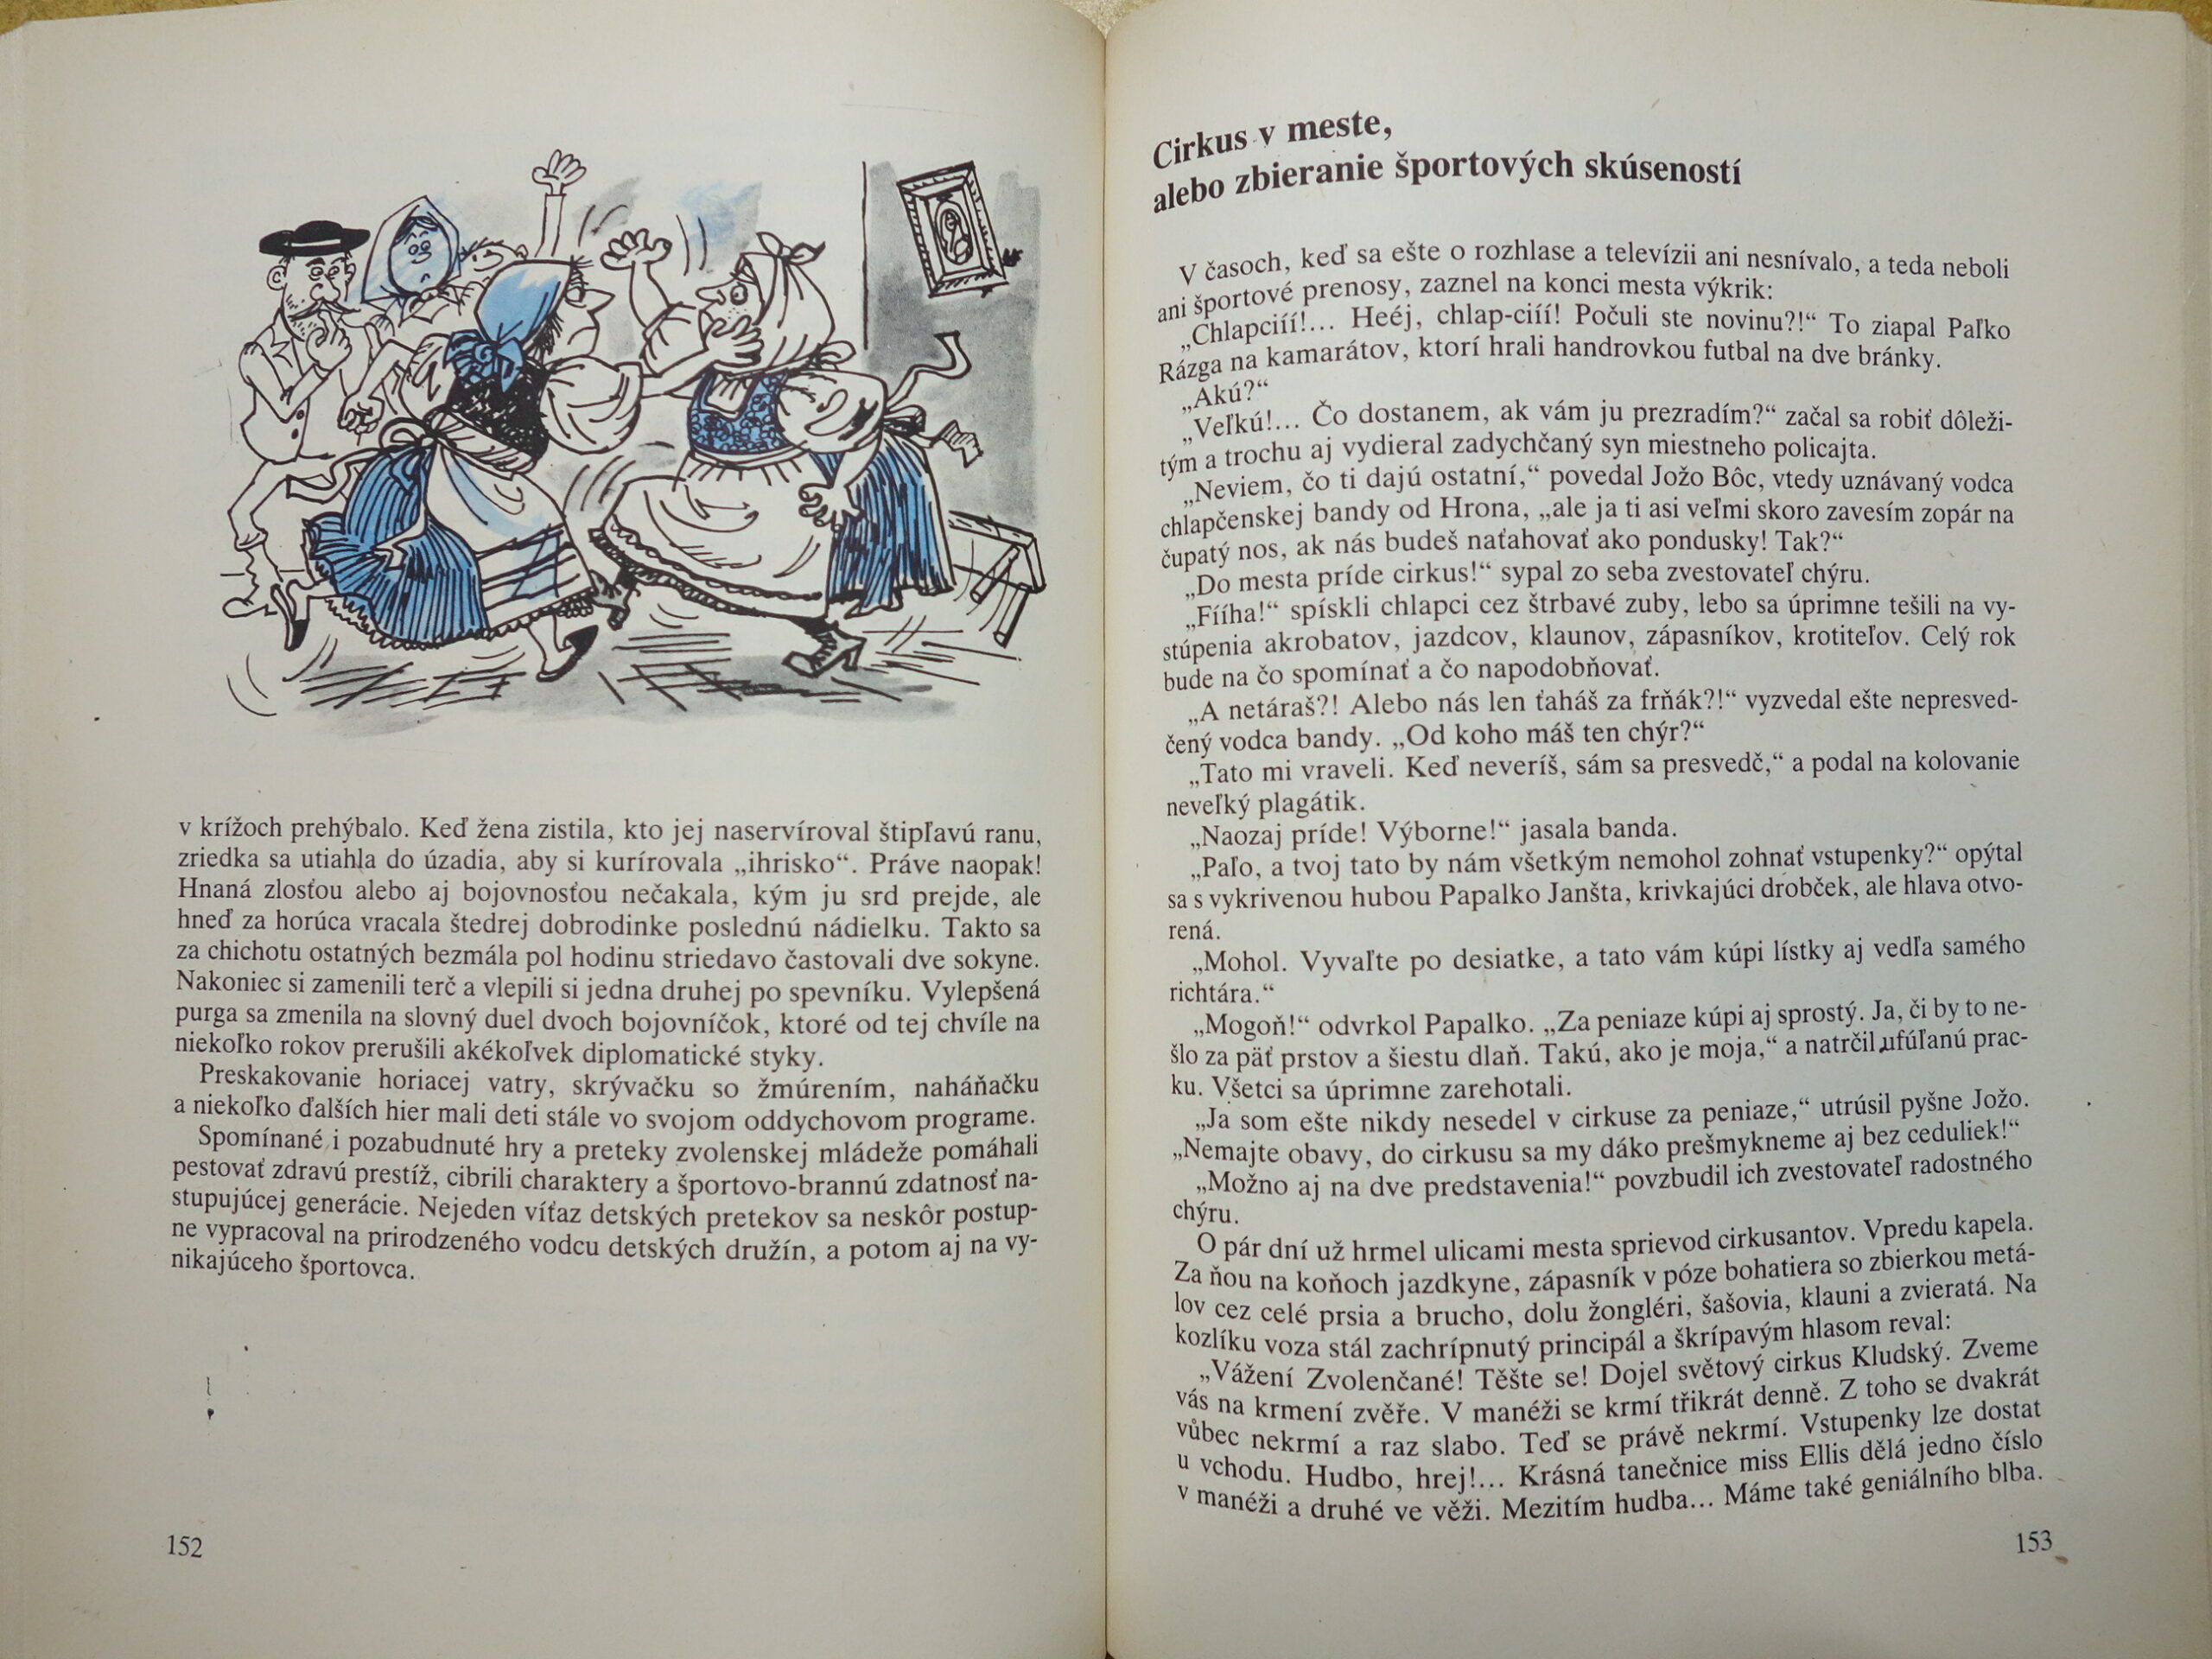 v krížoch prehýbalo. Keď žena zistila, kto jej naservíroval štipľavú ranu,
zriedka sa utiahla do úzadia, aby si kurírovala „ihrisko“. Práve naopak!
Hnaná zlosťou alebo aj bojovnosťou nečakala, kým ju srd prejde, ale
hneď za horúca vracala štedrej dobrodinke poslednú nádielku. Takto sa
za chichotu ostatných bezmála pol hodinu striedavo častovali dve sokyne.
Nakoniec si zamenili terč a vlepili si jedna druhej po spevníku. Vylepšená
purga sa zmenila na slovný duel dvoch bojovníčok, ktoré od tej chvíle na
niekoľko rokov prerušili akékoľvek diplomatické styky.
Preskakovanie horiacej vatry, skrývačku so žmúrením, naháňačku
a niekoľko ďalších hier mali deti stále vo svojom oddychovom programe.
Spomínané i pozabudnuté hry a preteky zvolenskej mládeže pomáhali
pestovať zdravú prestíž, cibrili charaktery a športovo-brannú zdatnosť na-
stupujúcej generácie. Nejeden víťaz detských pretekov sa neskôr postup-
ne vypracoval na prirodzeného vodcu detských družín, a potom aj na vy-
nikajúceho športovca.
152
Cirkus v meste,
alebo zbieranie športových skúseností
V časoch, keď sa ešte o rozhlase a televízii ani nesnívalo, a teda neboli
ani športové prenosy, zaznel na konci mesta výkrik:
„Chlapciíí!... Heéj, chlap-ciíí! Počuli ste novinu?!“ To ziapal Paľko
Rázga na kamarátov, ktorí hrali handrovkou futbal na dve bránky.
„Akú?“
„Veľkú!... Čo dostanem, ak vám ju prezradím?“ začal sa robiť dôleži-
tým a trochu aj vydieral zadychčaný syn miestneho policajta.
„Neviem, čo ti dajú ostatní,“ povedal Jožo Bôc, vtedy uznávaný vodca
chlapčenskej bandy od Hrona, „ale ja ti asi veľmi skoro zavesím zopár na
čupatý nos, ak nás budeš naťahovať ako pondusky! Tak?“
„Do mesta príde cirkus!“ sypal zo seba zvestovateľ chýru.
„Fííha!“ spískli chlapci cez štrbavé zuby, lebo sa úprimne tešili na vy-
stúpenia akrobatov, jazdcov, klaunov, zápasníkov, krotiteľov. Celý rok
bude na čo spomínať a čo napodobňovať.
„A netáraš?! Alebo nás len ťaháš za frňák?!“ vyzvedal ešte nepresved-
čený vodca bandy. „Od koho máš ten chýr?“
„Tato mi vraveli. Keď neveríš, sám sa presvedč,“ a podal na kolovanie
neveľký plagátik.
„Naozaj príde! Výborne!“ jasala banda.
„Paľo, a tvoj tato by nám všetkým nemohol zohnať vstupenky?“ opýtal
sa s vykrivenou hubou Papalko Janšta, krivkajúci drobček, ale hlava otvo-
rená.
„Mohol. Vyvaľte po desiatke, a tato vám kúpi lístky aj vedľa samého
richtára.“
„Mogoň!“ odvrkol Papalko. „Za peniaze kúpi aj sprostý. Ja, či by to ne-
šlo za päť prstov a šiestu dlaň. Takú, ako je moja,“ a natrčil ufúľanú prac-
ku. Všetci sa úprimne zarehotali.
„Ja som ešte nikdy nesedel v cirkuse za peniaze,“ utrúsil pyšne Jožo.
„Nemajte obavy, do cirkusu sa my dáko prešmykneme aj bez ceduliek!“
„Možno aj na dve predstavenia!“ povzbudil ich zvestovateľ radostného
chýru.
O pár dní už hrmel ulicami mesta sprievod cirkusantov. Vpredu kapela.
Za ňou na koňoch jazdkyne, zápasník v póze bohatiera so zbierkou metá-
lov cez celé prsia a brucho, dolu žongléri, šašovia, klauni a zvieratá. Na
kozlíku voza stál zachrípnutý principál a škrípavým hlasom reval:
„Vážení Zvolenčané! Těšte se! Dojel světový cirkus Kludský. Zveme
vás na krmení zvěře. V manéži se krmí třikrát denně. Z toho se dvakrát
vůbec nekrmí a raz slabo. Teď se právě nekrmí. Vstupenky lze dostat
u vchodu. Hudbo, hrej!... Krásná tanečnice miss Ellis dělá jedno číslo
v manéži a druhé ve věži. Mezitím hudba... Máme také geniálního blba.
153